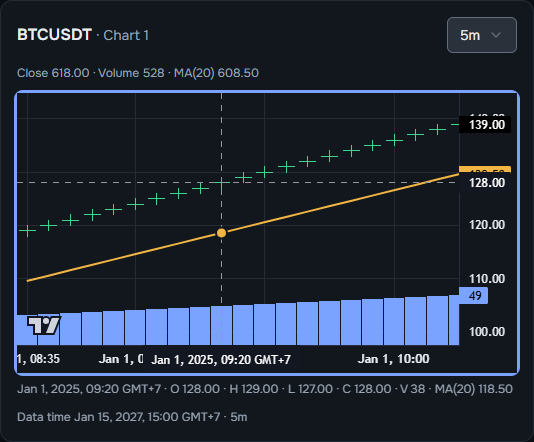 BTCUSDT · Chart 1
5m
Close 618.00 · Volume 528 · MA(20) 608.50
139.00
128.00
120.00
110.00
49
100.00
1, 08:35
Jan 1, 2025, 09:20 GMT+7
Jan 1, 10:00
Jan 1, 2025, 09:20 GMT+7 · O 128.00 · H 129.00 · L 127.00 · C 128.00 · V 38 · MA(20) 118.50
Data time Jan 15, 2027, 15:00 GMT+7 · 5m